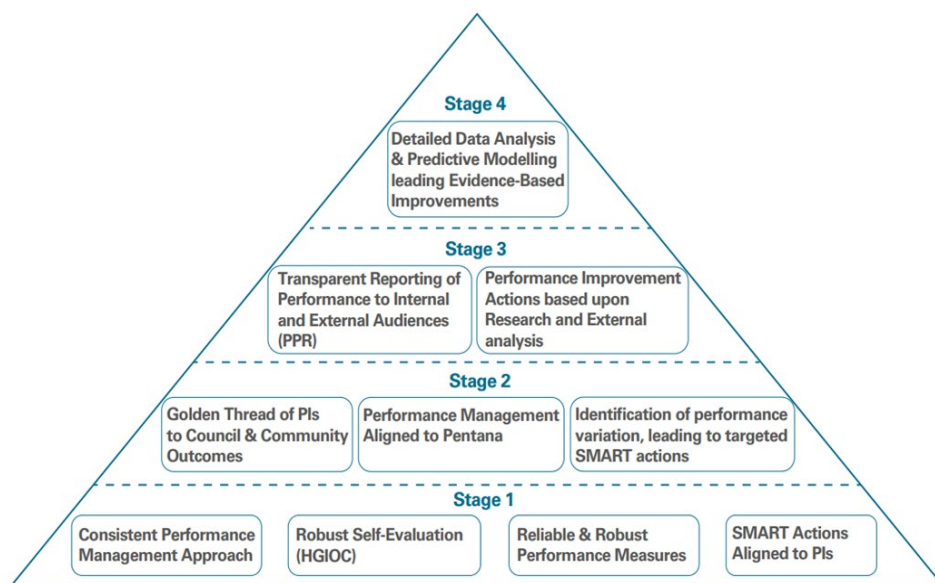 Stage 4
Detailed Data Analysis
& Predictive Modelling
leading Evidence-Based
Improvements
Stage 3
Transparent Reporting of
Performance to Internal
and External Audiences
(PPR)
Performance Improvement
Actions based upon
Research and External
analysis
Stage 2
Golden Thread of PIs
to Council & Community
Outcomes
Performance Management
Aligned to Pentana
Identification of performance
variation, leading to targeted
SMART actions
Stage 1
Consistent Performance
Management Approach
Robust Self-Evaluation
(HGIOC)
Reliable & Robust
Performance Measures
SMART Actions
Aligned to PIs